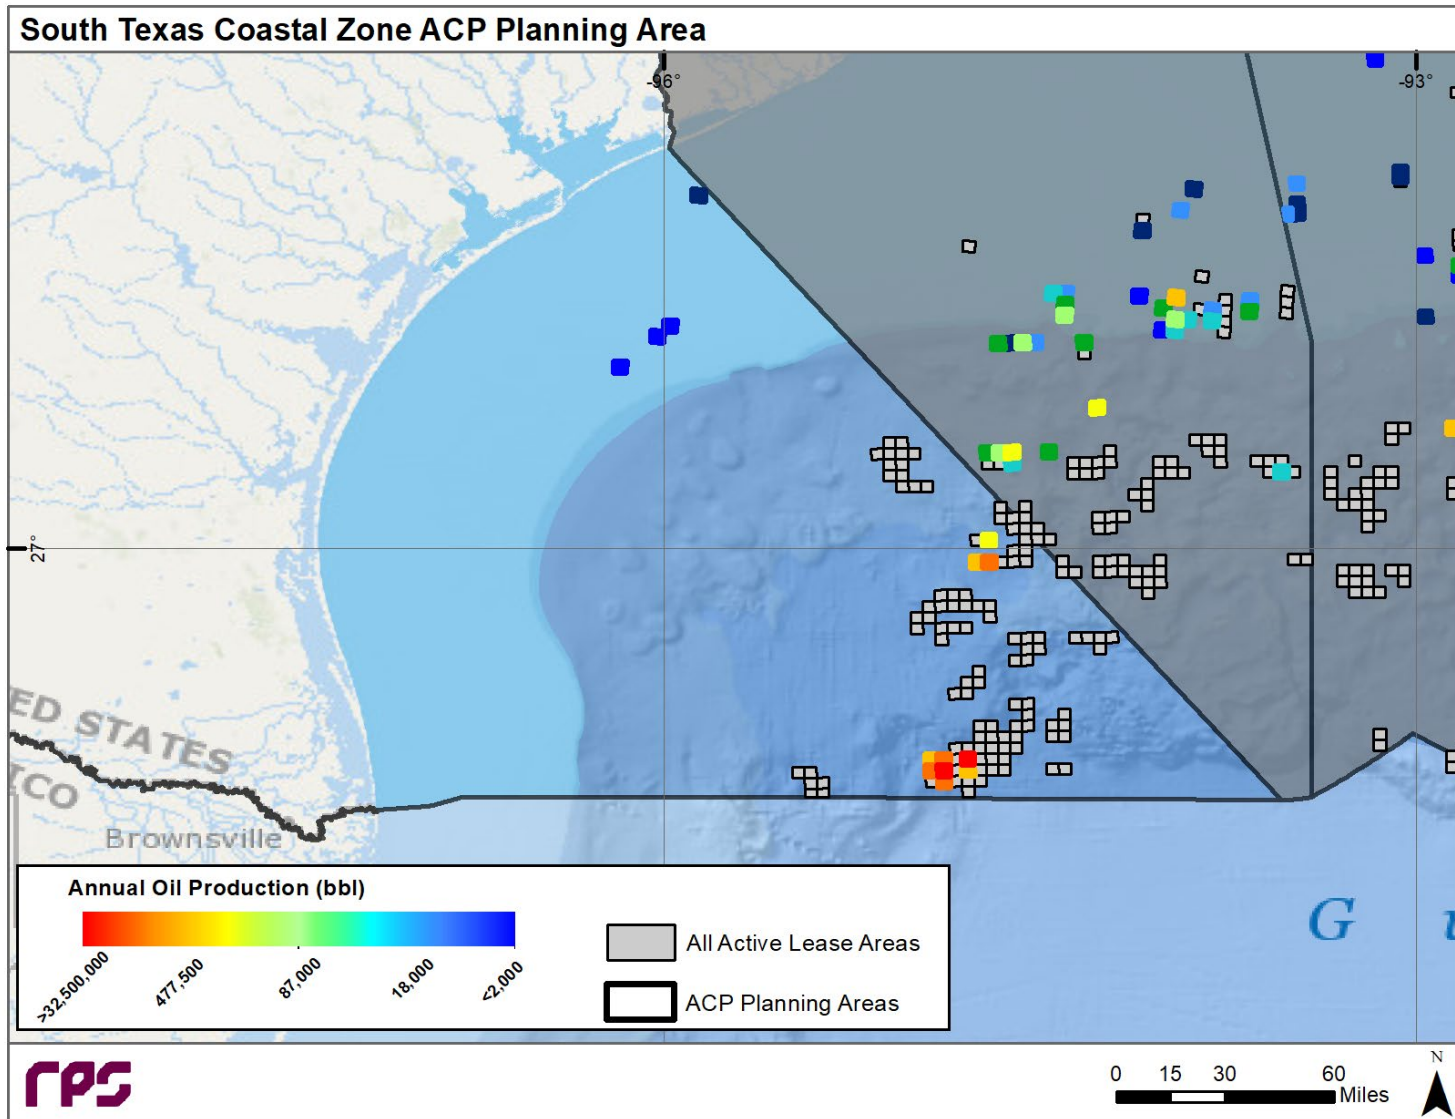 South Texas Coastal Zone ACP Planning Area
-96°
-93°
27°
ED STATES
ICO
Brownsville
G
Annual Oil Production (bbl)
>32,500,000
477,500
87,000
18,000
<2,000
All Active Lease Areas
ACP Planning Areas
rps
0 15 30 60
Miles
N